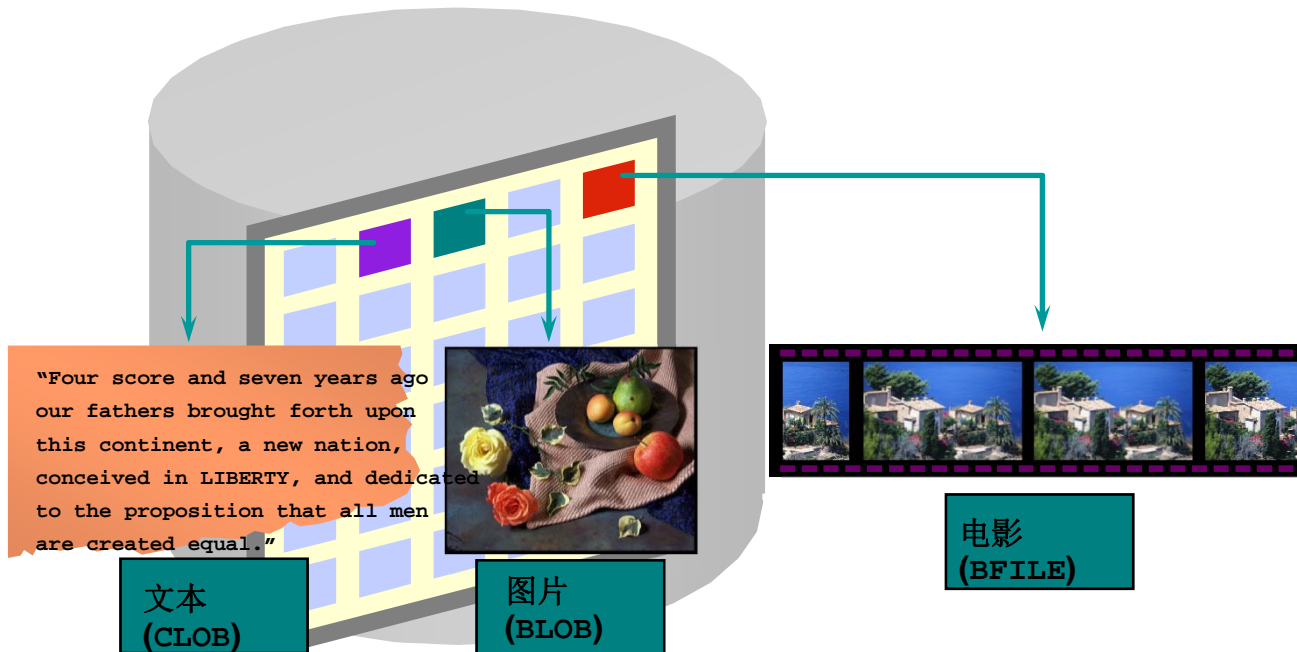 “Four score and seven years ago
our fathers brought forth upon
this continent, a new nation,
conceived in LIBERTY, and dedicated
to the proposition that all men
are created equal.”
文本
(CLOB)
图片
(BLOB)
电影
(BFILE)